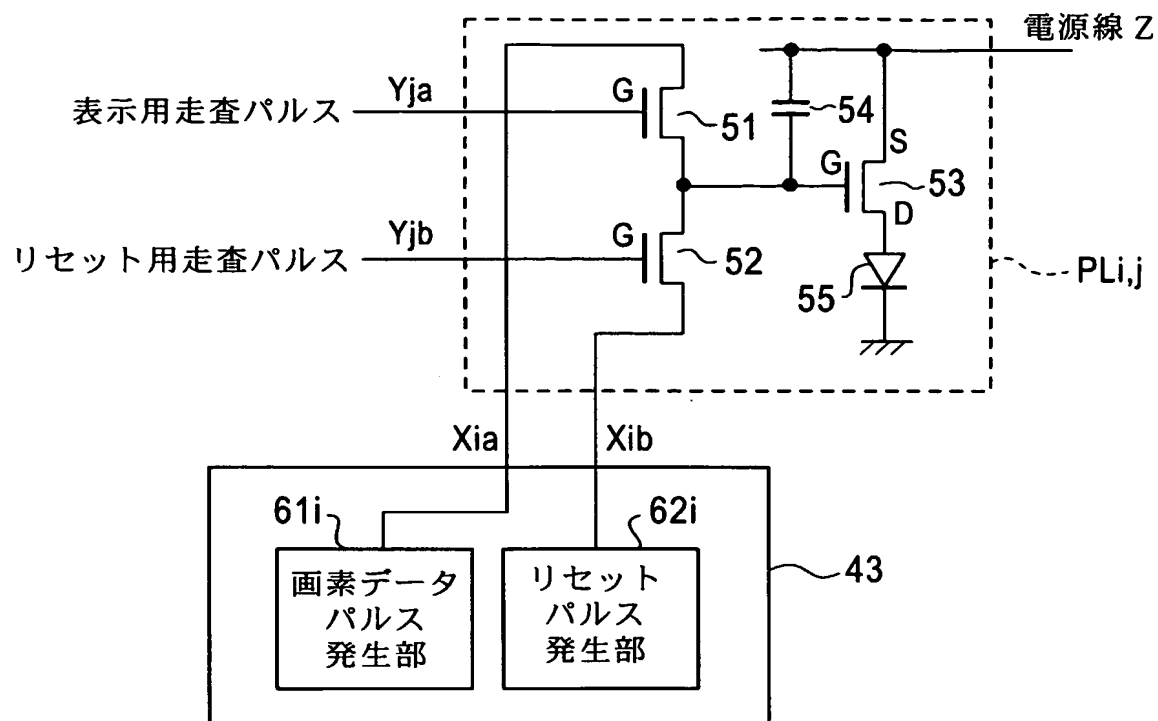 電源線 Z
Yja
G
表示用走査パルス
51
54
S
G
53
D
Yjb
G
リセット用走査パルス
52
55
PLi,j
Xia
Xib
61i
62i
43
画素データ
パルス
発生部
リセット
パルス
発生部